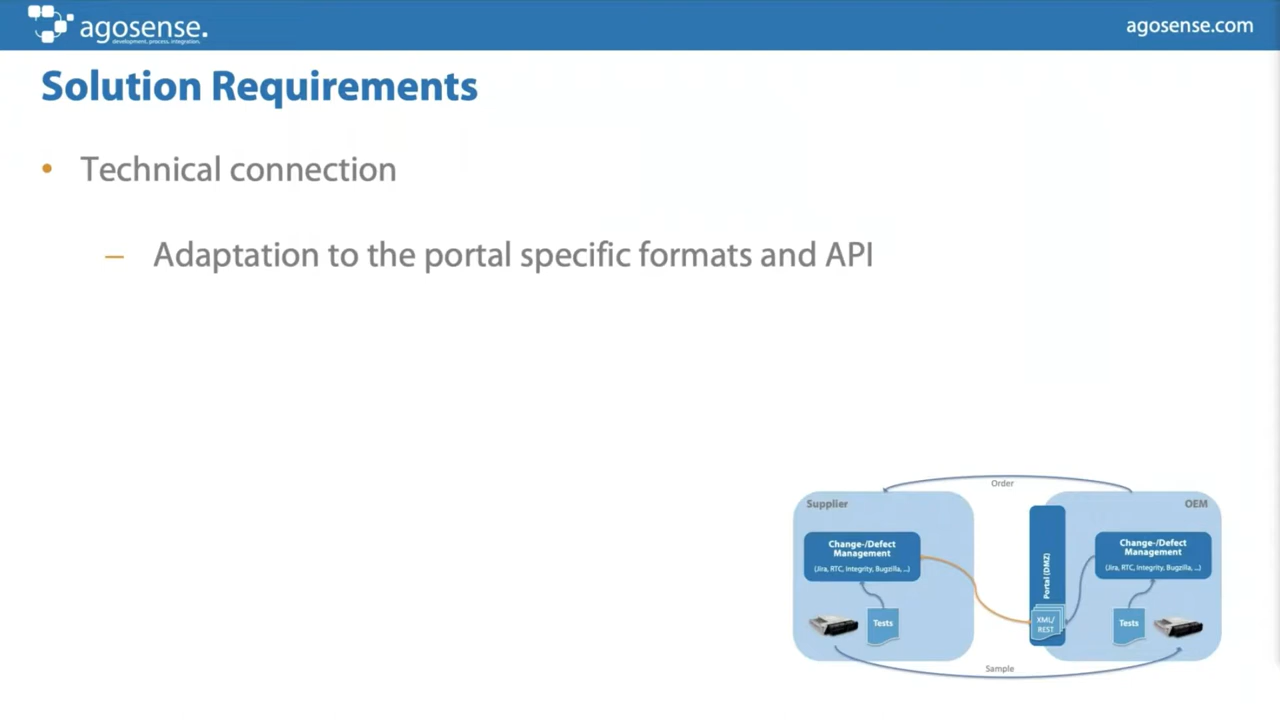 agosense.
development. process. integration.
agosense.com
Solution Requirements
• Technical connection
– Adaptation to the portal specific formats and API
Order
Supplier
OEM
Change-/Defect
Management
(Jira, RTC, Integrity, Bugzilla, ...)
Portal (DMZ)
Change-/Defect
Management
(Jira, RTC, Integrity, Bugzilla, ...)
Tests
XML/
REST
Tests
Sample